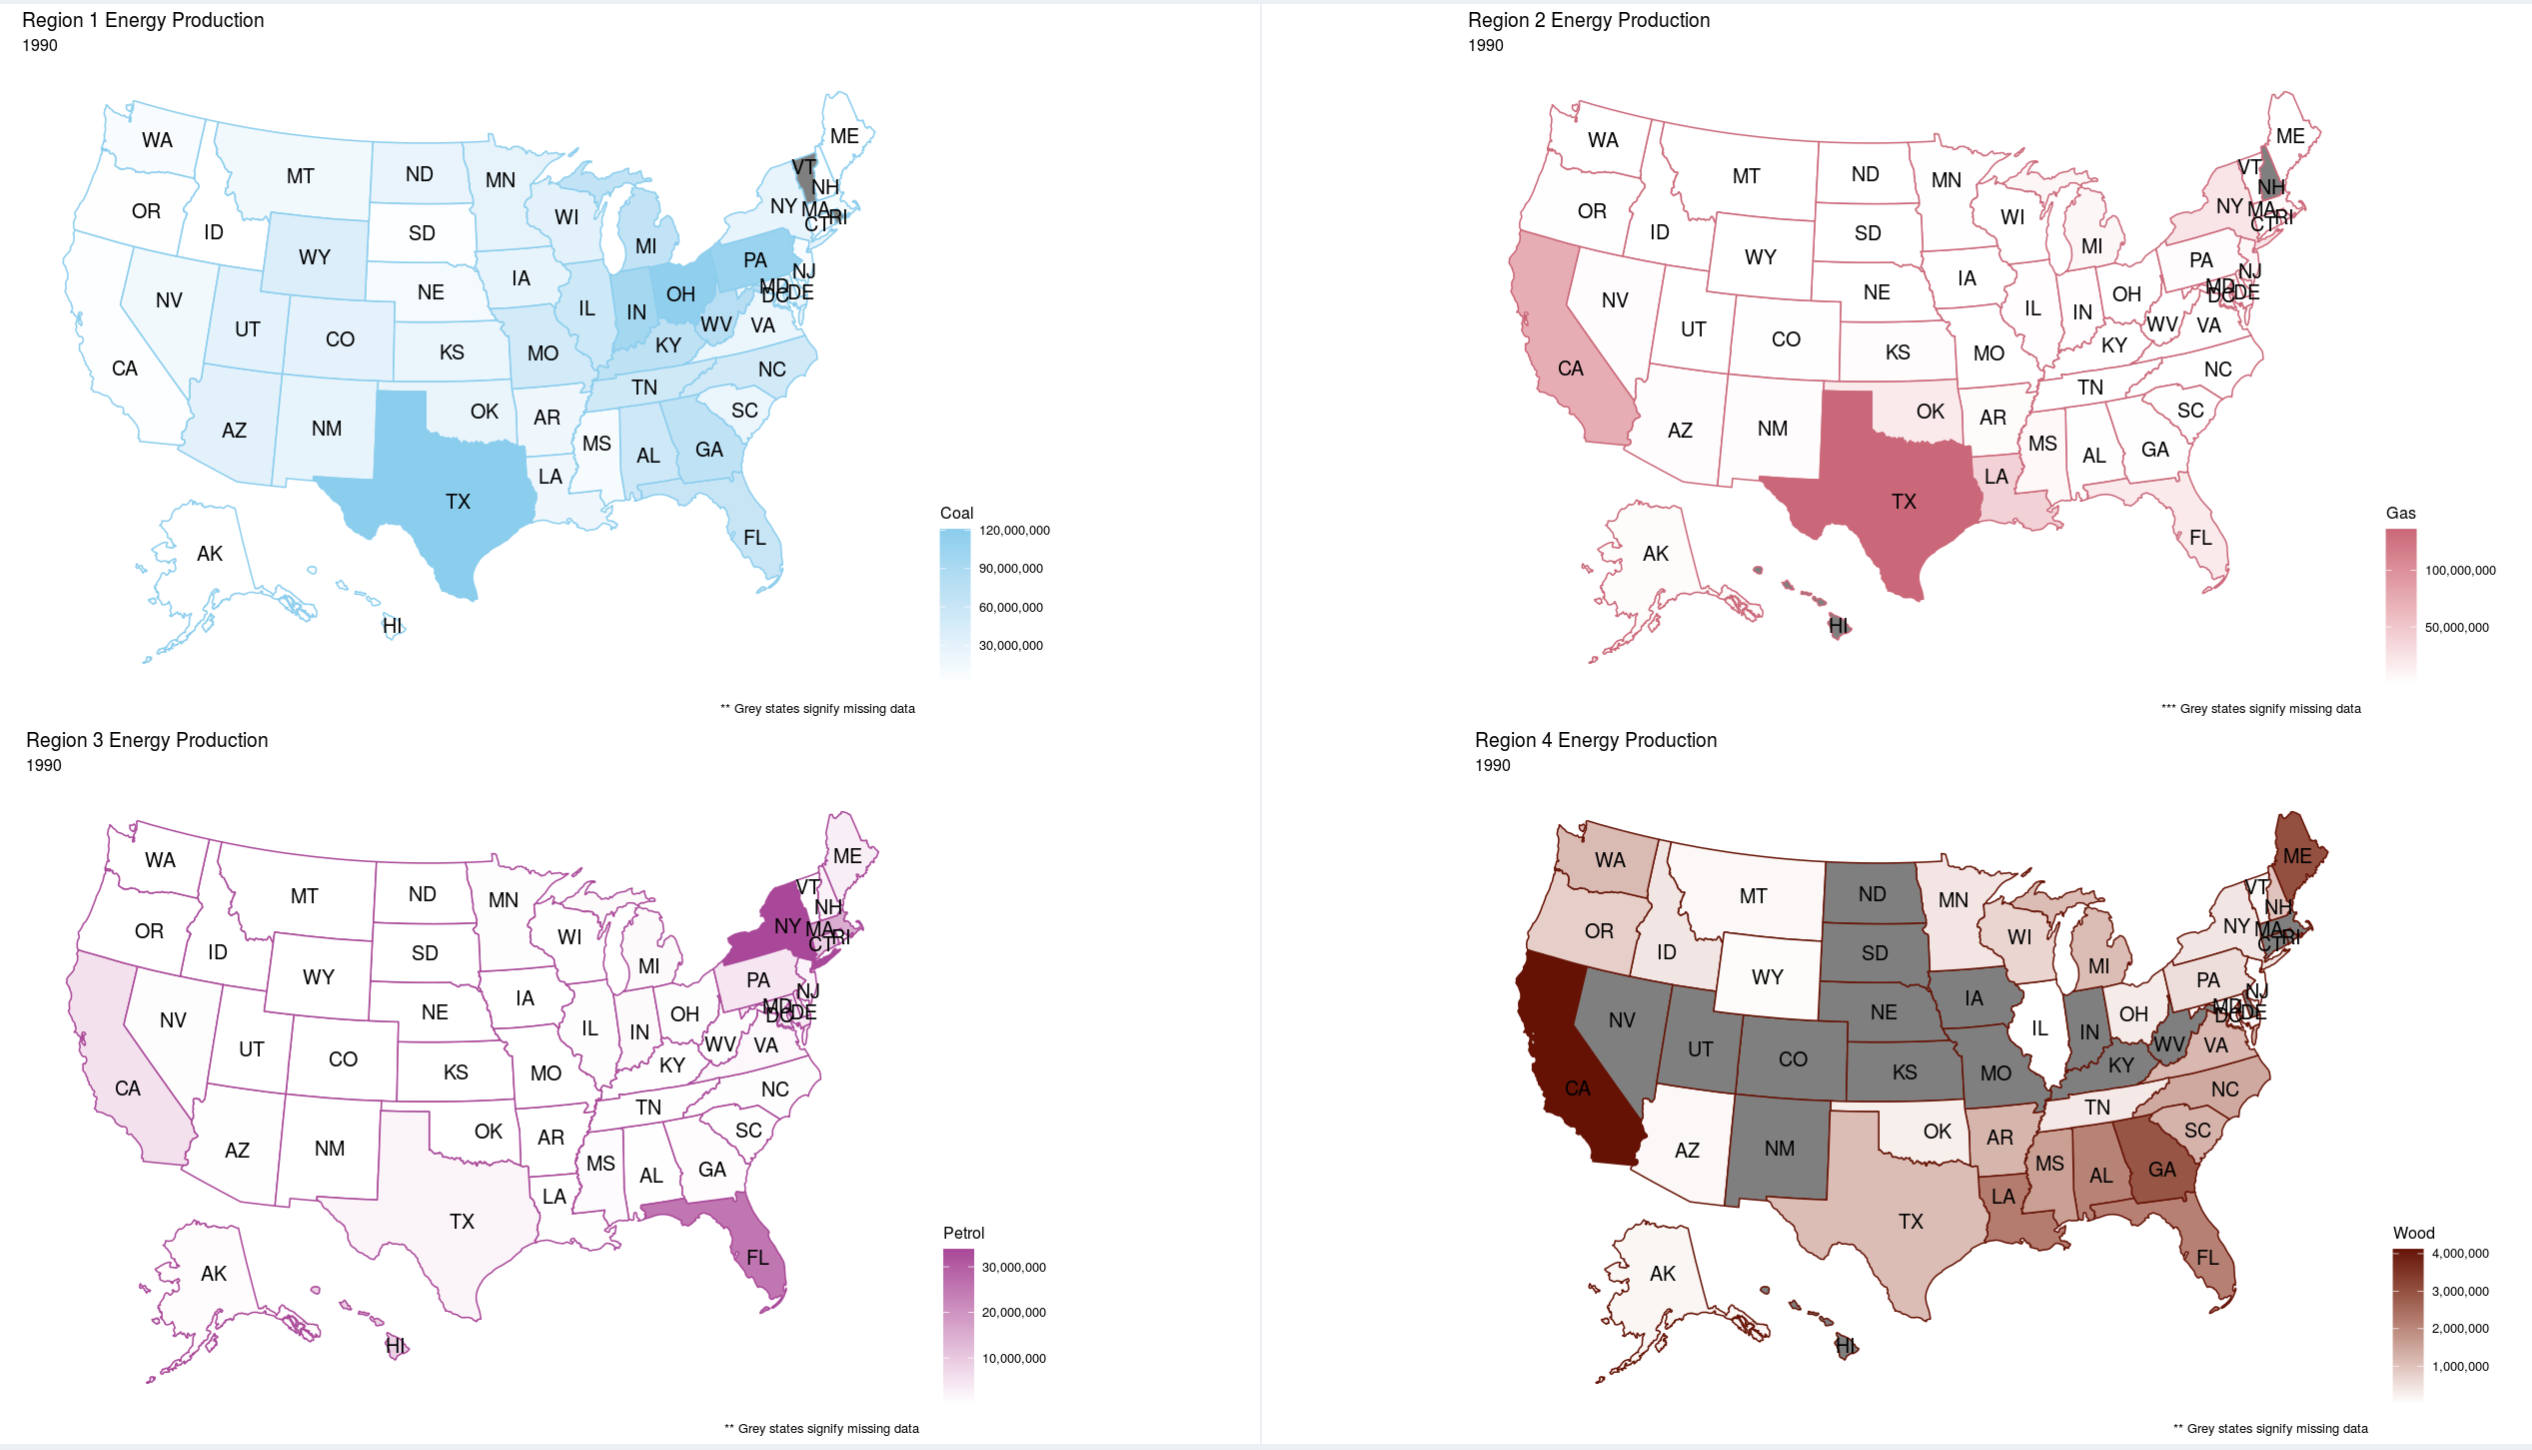 Region 1 Energy Production
1990
WA
ME
MT
ND
MN
VT
NH
OR
ID
SD
WI
NY
MA
RI
CT
WY
MI
PA
NE
IA
NJ
NV
IL
IN
OH
MD
DC
DE
UT
CO
WV
VA
KS
MO
KY
CA
NC
TN
OK
AR
SC
AZ
NM
MS
AL
GA
LA
TX
FL
AK
HI
Coal
120,000,000
90,000,000
60,000,000
30,000,000
** Grey states signify missing data
Region 2 Energy Production
1990
WA
ME
MT
ND
MN
VT
NH
OR
ID
SD
WI
NY
MA
RI
CT
WY
MI
PA
NE
IA
NJ
NV
IL
IN
OH
MD
DC
DE
UT
CO
WV
VA
KS
MO
KY
CA
NC
TN
OK
AR
SC
AZ
NM
MS
AL
GA
LA
TX
FL
AK
HI
Gas
100,000,000
50,000,000
*** Grey states signify missing data
Region 3 Energy Production
1990
WA
ME
MT
ND
MN
VT
NH
OR
ID
SD
WI
NY
MA
RI
CT
WY
MI
PA
NE
IA
NJ
NV
IL
IN
OH
MD
DC
DE
UT
CO
WV
VA
KS
MO
KY
CA
NC
TN
OK
AR
SC
AZ
NM
MS
AL
GA
LA
TX
FL
AK
HI
Petrol
30,000,000
20,000,000
10,000,000
** Grey states signify missing data
Region 4 Energy Production
1990
WA
ME
MT
ND
MN
VT
NH
OR
ID
SD
WI
NY
MA
RI
CT
WY
MI
PA
NE
IA
NJ
NV
IL
IN
OH
MD
DC
DE
UT
CO
WV
VA
KS
MO
KY
CA
NC
TN
OK
AR
SC
AZ
NM
MS
AL
GA
LA
TX
FL
AK
HI
Wood
4,000,000
3,000,000
2,000,000
1,000,000
** Grey states signify missing data